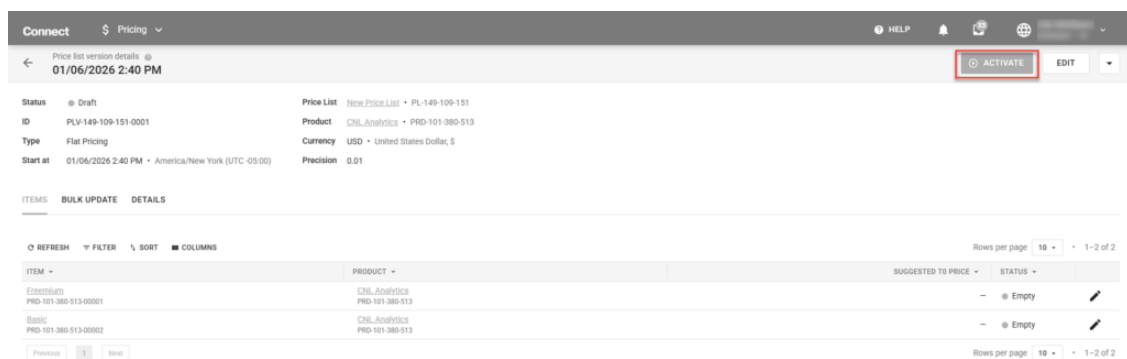 Connect $ Pricing HELP 23
Price list version details
01/06/2026 2:40 PM
ACTIVATE EDIT
Status Draft Price List New Price List • PL-149-109-151
ID PLV-149-109-151-0001 Product CNL Analytics • PRD-101-380-513
Type Flat Pricing Currency USD • United States Dollar, $
Start at 01/06/2026 2:40 PM • America/New York (UTC -05:00) Precision 0.01
ITEMS BULK UPDATE DETAILS
REFRESH FILTER SORT COLUMNS Rows per page 10 • 1–2 of 2
ITEM PRODUCT SUGGESTED TO PRICE STATUS
Freemium CNL Analytics
PRD-101-380-513-00001 PRD-101-380-513 – Empty
Basic CNL Analytics
PRD-101-380-513-00002 PRD-101-380-513 – Empty
Previous 1 Next Rows per page 10 • 1–2 of 2